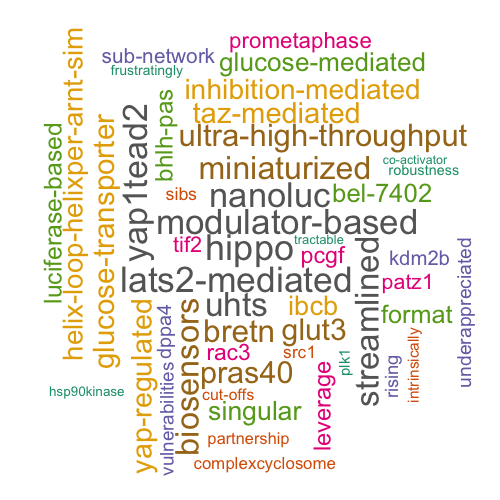 prometaphase
sub-network
glucose-mediated
frustratingly
inhibition-mediated
taz-mediated
helix-loop-helixper-arnt-sim
luciferase-based
glucose-transporter
yap1tead2
bhlh-pas
ultra-high-throughput
co-activator
miniaturized
robustness
sibs
nanoluc
bel-7402
modulator-based
tif2
hippo
tractable
pcgf
kdm2b
lats2-mediated
patz1
streamlined
underappreciated
uhts
ibcb
format
yap-regulated
dppa4
vulnerabilities
biosensors
bretn
glut3
rac3
src1
plk1
rising
intrinsically
pras40
hsp90kinase
cut-offs
singular
leverage
partnership
complexcyclosome